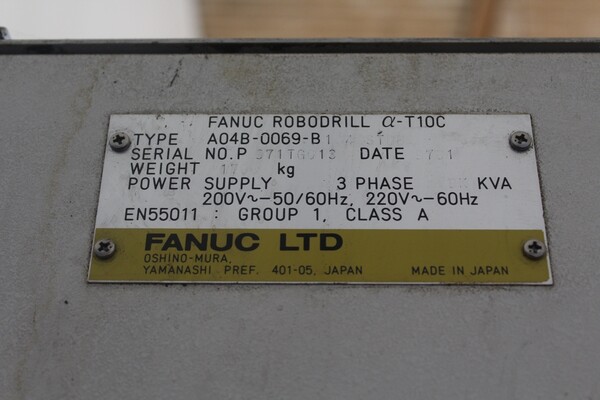 FANUC ROBODRILL α-T10C
TYPE A04B-0069-B1
SERIAL NO.P DATE
WEIGHT kg
POWER SUPPLY 3 PHASE KVA
200V~-50/60Hz, 220V~-60Hz
EN55011 : GROUP 1, CLASS A
FANUC LTD
OSHINO-MURA,
YAMANASHI PREF. 401-05, JAPAN MADE IN JAPAN